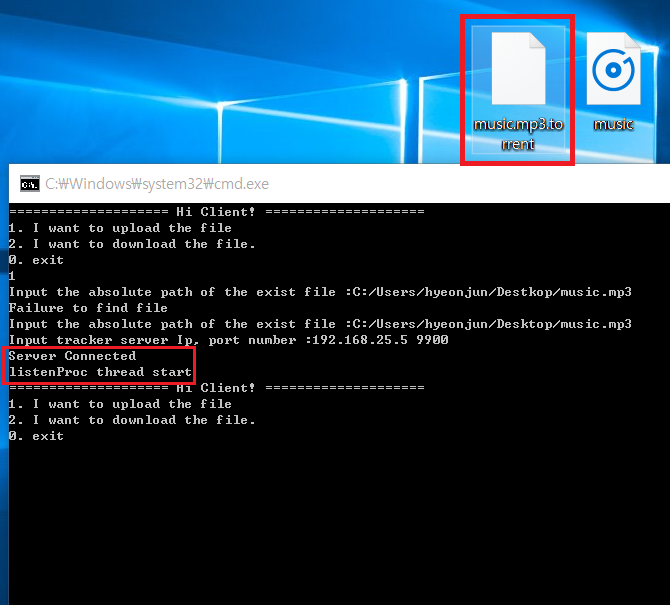 music.mp3.to
rrent
music
C:\.
C:₩Windows₩system32₩cmd.exe
==================== Hi Client! ====================
1. I want to upload the file
2. I want to download the file.
0. exit
1
Input the absolute path of the exist file :C:/Users/hyeonjun/Destkop/music.mp3
Failure to find file
Input the absolute path of the exist file :C:/Users/hyeonjun/Desktop/music.mp3
Input tracker server Ip, port number :192.168.25.5 9900
Server Connected
listenProc thread start
==================== Hi Client! ====================
1. I want to upload the file
2. I want to download the file.
0. exit